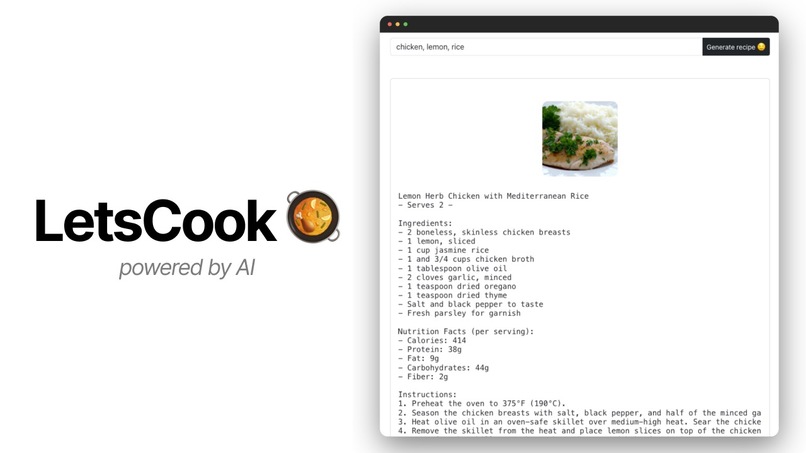 LetsCook
powered by AI
chicken, lemon, rice
Generate recipe 😋
Lemon Herb Chicken with Mediterranean Rice
- Serves 2 -
Ingredients:
- 2 boneless, skinless chicken breasts
- 1 lemon, sliced
- 1 cup jasmine rice
- 1 and 3/4 cups chicken broth
- 1 tablespoon olive oil
- 2 cloves garlic, minced
- 1 teaspoon dried oregano
- 1 teaspoon dried thyme
- Salt and black pepper to taste
- Fresh parsley for garnish
Nutrition Facts (per serving):
- Calories: 414
- Protein: 38g
- Fat: 9g
- Carbohydrates: 44g
- Fiber: 2g
Instructions:
1. Preheat the oven to 375°F (190°C).
2. Season the chicken breasts with salt, black pepper, and half of the minced ga
3. Heat olive oil in an oven-safe skillet over medium-high heat. Sear the chicke
4. Remove the skillet from the heat and place lemon slices on top of the chicken